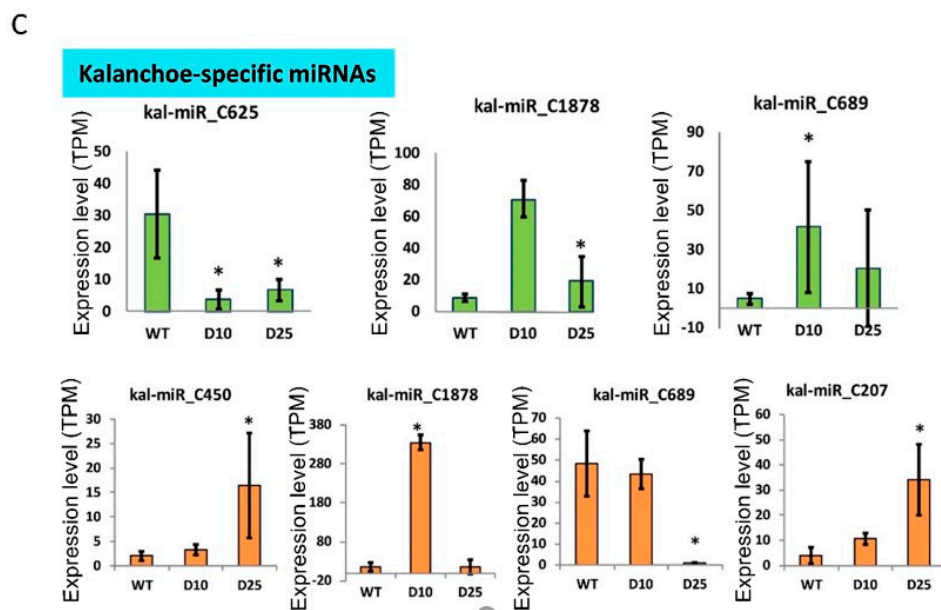 C
Kalanchoe-specific miRNAs
kal-miR_C625
Expression level (TPM)
50
40
30
20
10
0
*
*
WT D10 D25
kal-miR_C1878
Expression level (TPM)
100
80
60
40
20
0
*
WT D10 D25
kal-miR_C689
Expression level (TPM)
90
70
50
30
10
-10
*
WT D10 D25
kal-miR_C450
Expression level (TPM)
30
25
20
15
10
5
0
*
WT D10 D25
kal-miR_C1878
Expression level (TPM)
380
280
180
80
-20
*
WT D10 D25
kal-miR_C689
Expression level (TPM)
70
60
50
40
30
20
10
0
*
WT D10 D25
kal-miR_C207
Expression level (TPM)
60
50
40
30
20
10
0
*
WT D10 D25